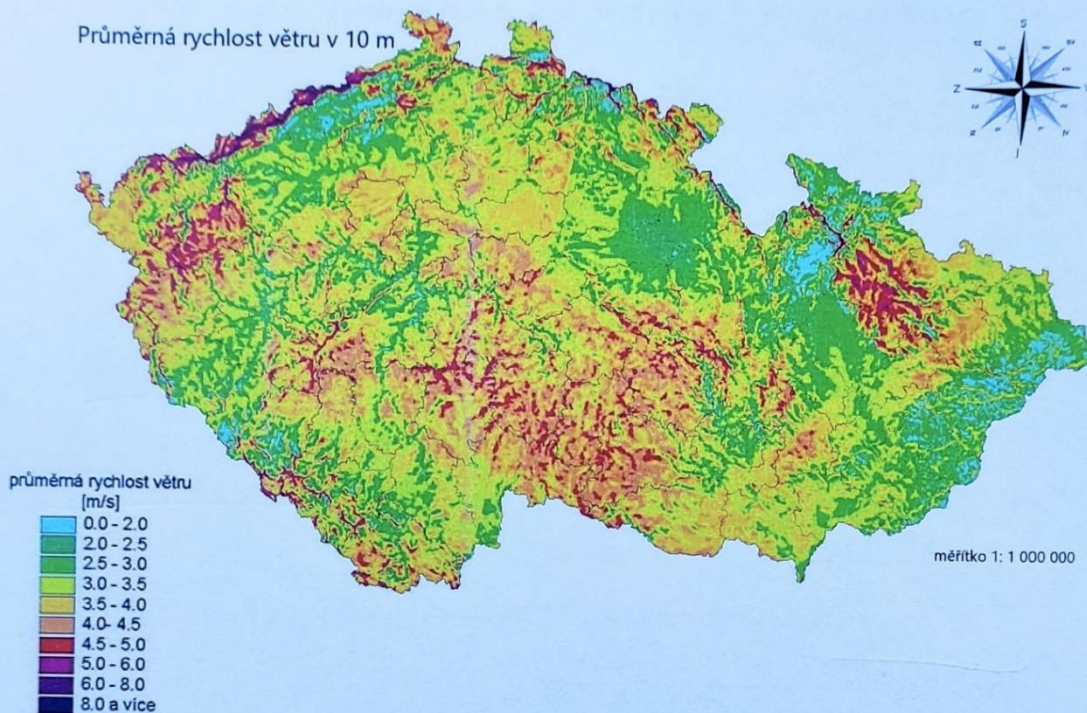 Průměrná rychlost větru v 10 m
S
Z
J
průměrná rychlost větru
[m/s]
0.0 - 2.0
2.0 - 2.5
2.5 - 3.0
3.0 - 3.5
3.5 - 4.0
4.0- 4.5
4.5 - 5.0
5.0 - 6.0
6.0 - 8.0
8.0 a více
měřítko 1: 1 000 000